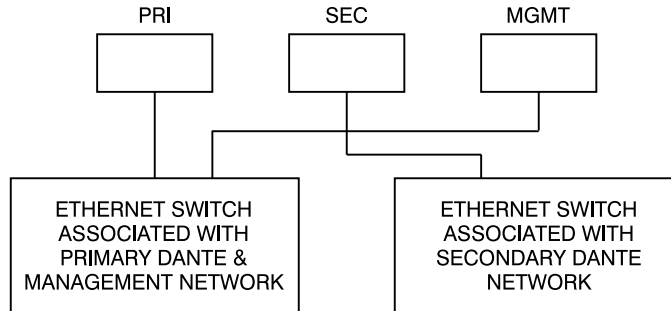 PRI
SEC
MGMT
ETHERNET SWITCH
ASSOCIATED WITH
PRIMARY DANTE &
MANAGEMENT NETWORK
ETHERNET SWITCH
ASSOCIATED WITH
SECONDARY DANTE
NETWORK